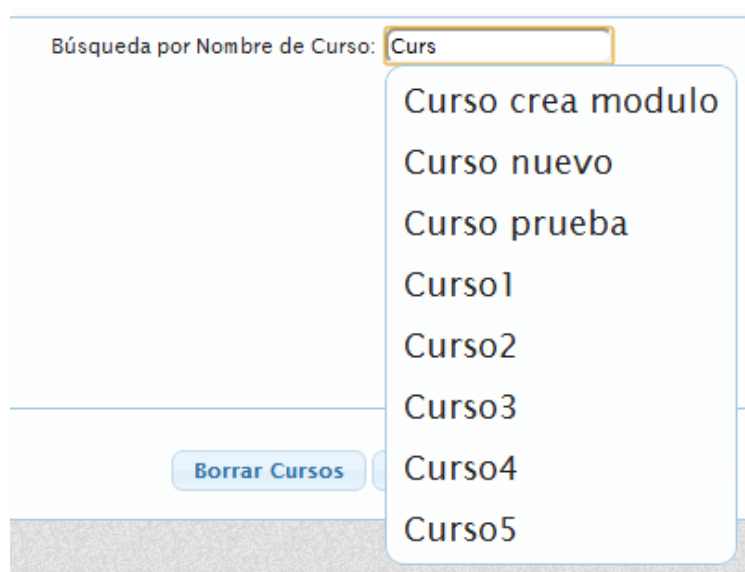 Búsqueda por Nombre de Curso: Curs
Curso crea modulo
Curso nuevo
Curso prueba
Curso1
Curso2
Curso3
Borrar Cursos
Curso4
Curso5